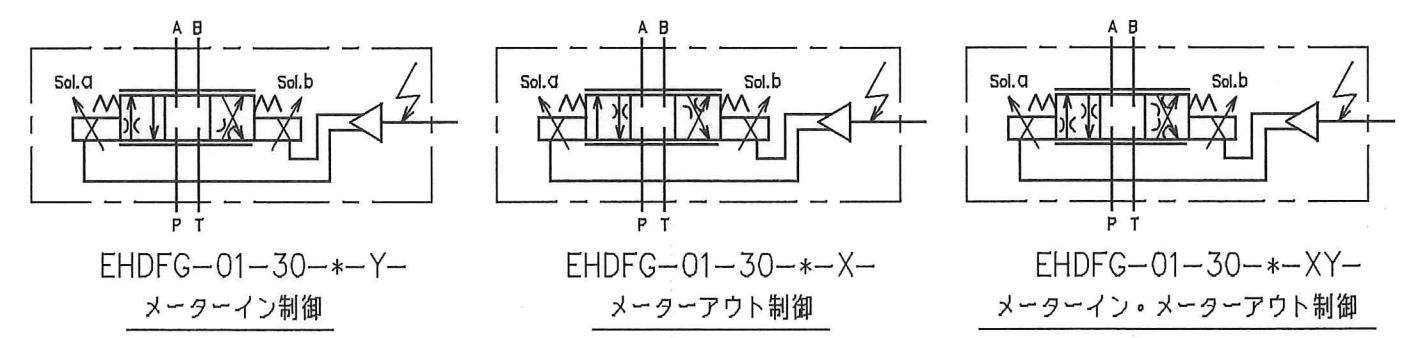 A B
Sol.a
Sol.b
P T
EHDFG-01-30-*-Y-
メーターイン制御
A B
Sol.a
Sol.b
P T
EHDFG-01-30-*-X-
メーターアウト制御
A B
Sol.a
Sol.b
P T
EHDFG-01-30-*-XY-
メーターイン・メーターアウト制御